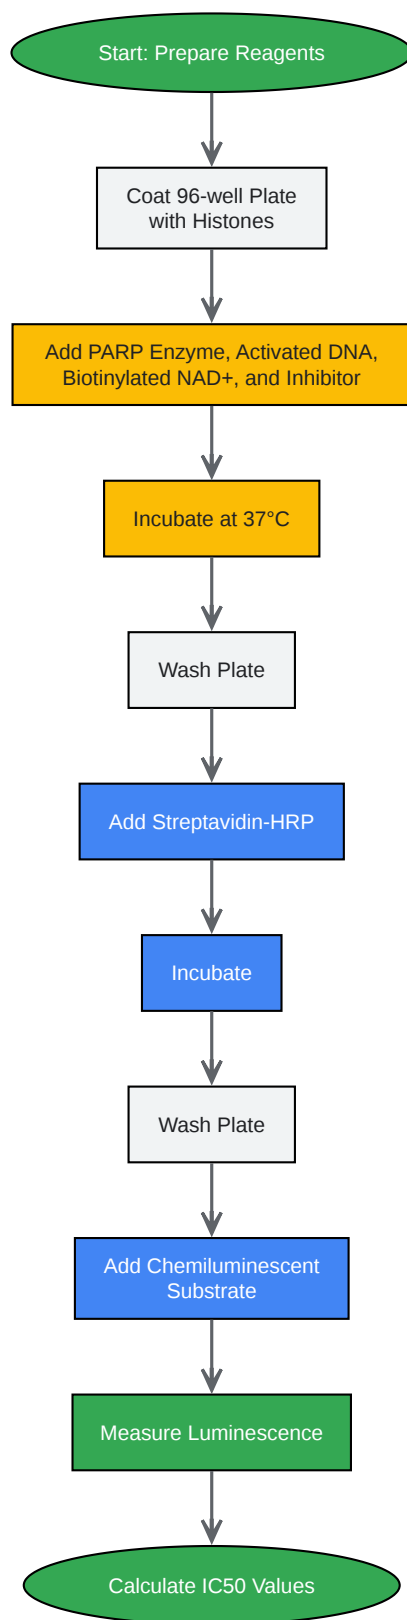 Start: Prepare Reagents
Coat 96-well Plate
with Histones
Add PARP Enzyme, Activated DNA,
Biotinylated NAD+, and Inhibitor
Incubate at 37°C
Wash Plate
Add Streptavidin-HRP
Incubate
Wash Plate
Add Chemiluminescent
Substrate
Measure Luminescence
Calculate IC50 Values